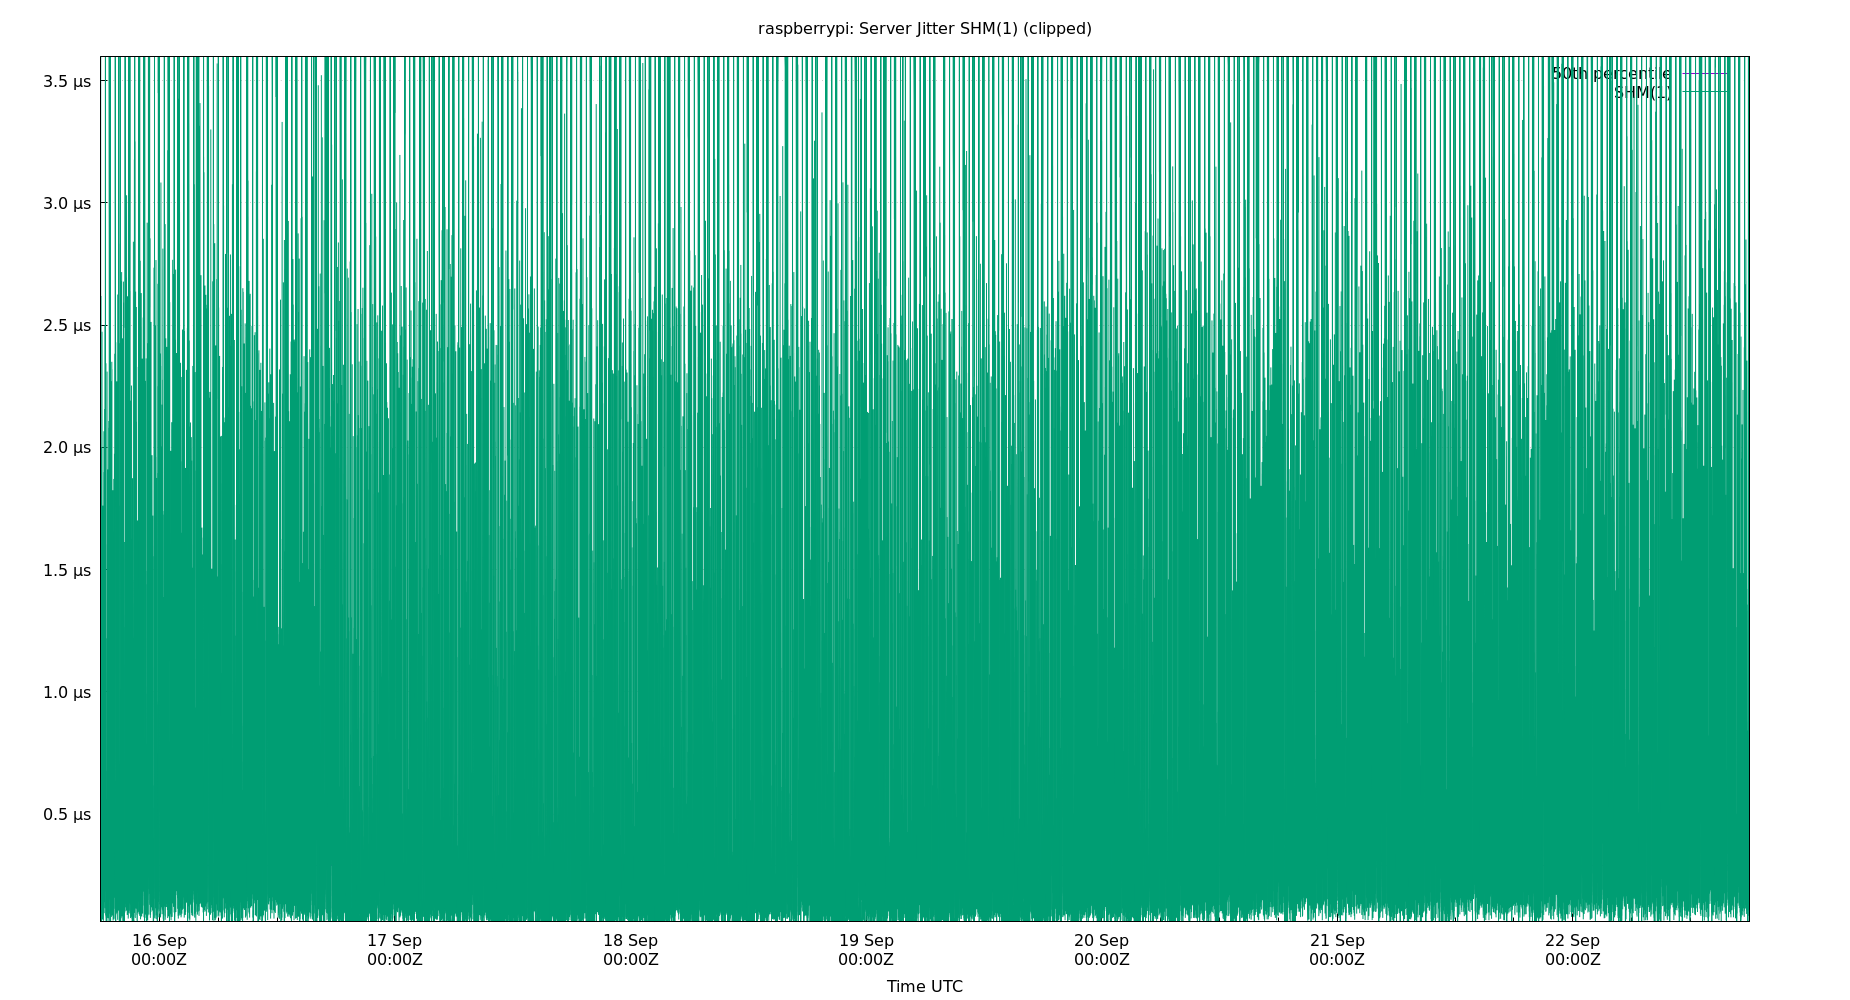 raspberrypi: Server Jitter SHM(1) (clipped)
50th percentile
SHM(1)
3.5 µs
3.0 µs
2.5 µs
2.0 µs
1.5 µs
1.0 µs
0.5 µs
16 Sep 17 Sep 18 Sep 19 Sep 20 Sep 21 Sep 22 Sep
00:00Z 00:00Z 00:00Z 00:00Z 00:00Z 00:00Z 00:00Z
Time UTC